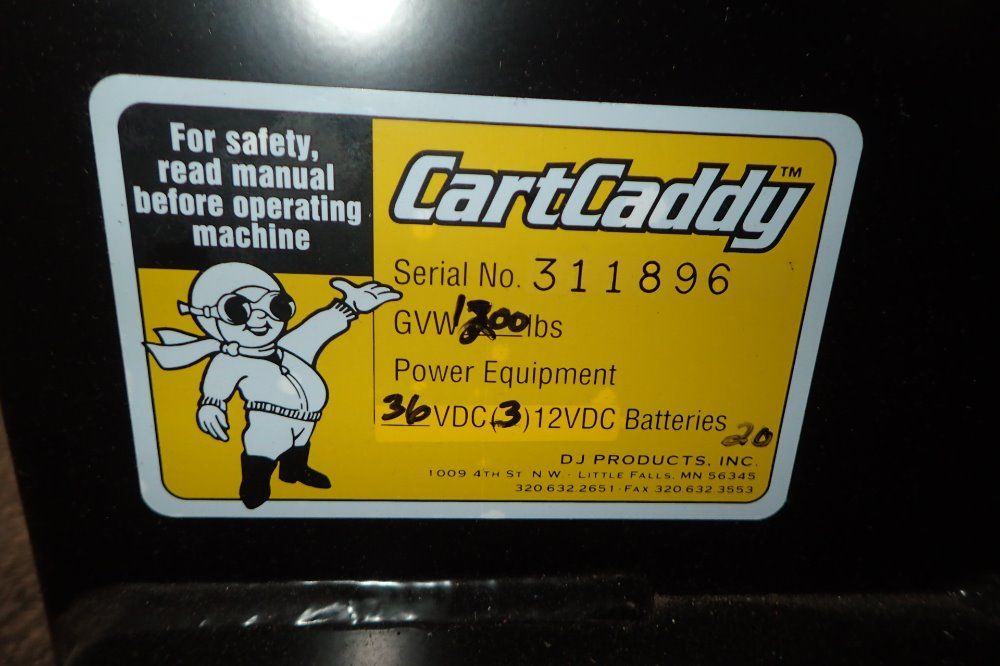 For safety,
read manual
before operating
machine
CartCaddy™
Serial No. 311896
GVW lbs
Power Equipment
36 VDC (3) 12VDC Batteries
20
DJ PRODUCTS, INC.
1009 4TH ST N.W. - LITTLE FALLS, MN 56345
320 632.2651 · FAX 320 632 3553